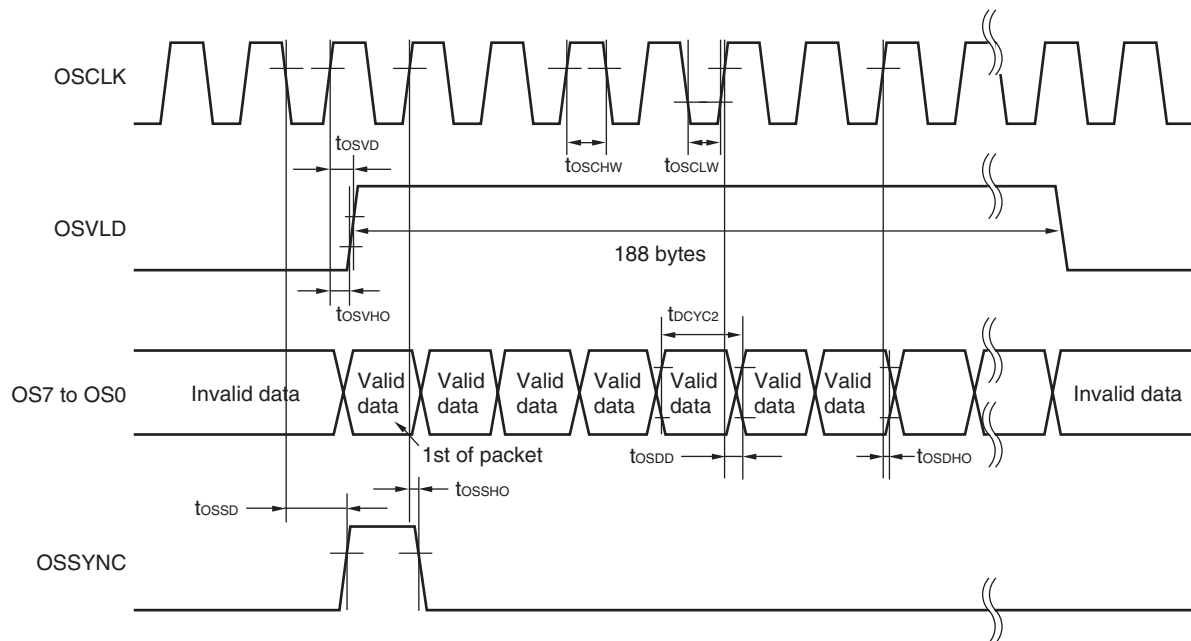 OSCLK
tOSVD
tOSCHW
tOSCLW
OSVLD
188 bytes
tOSVHO
tDCYC2
OS7 to OS0
Invalid data
Valid
data
Valid
data
Valid
data
Valid
data
Valid
data
Valid
data
Valid
data
Invalid data
1st of packet
tOSDD
tOSDHO
tOSSHO
tOSSD
OSSYNC